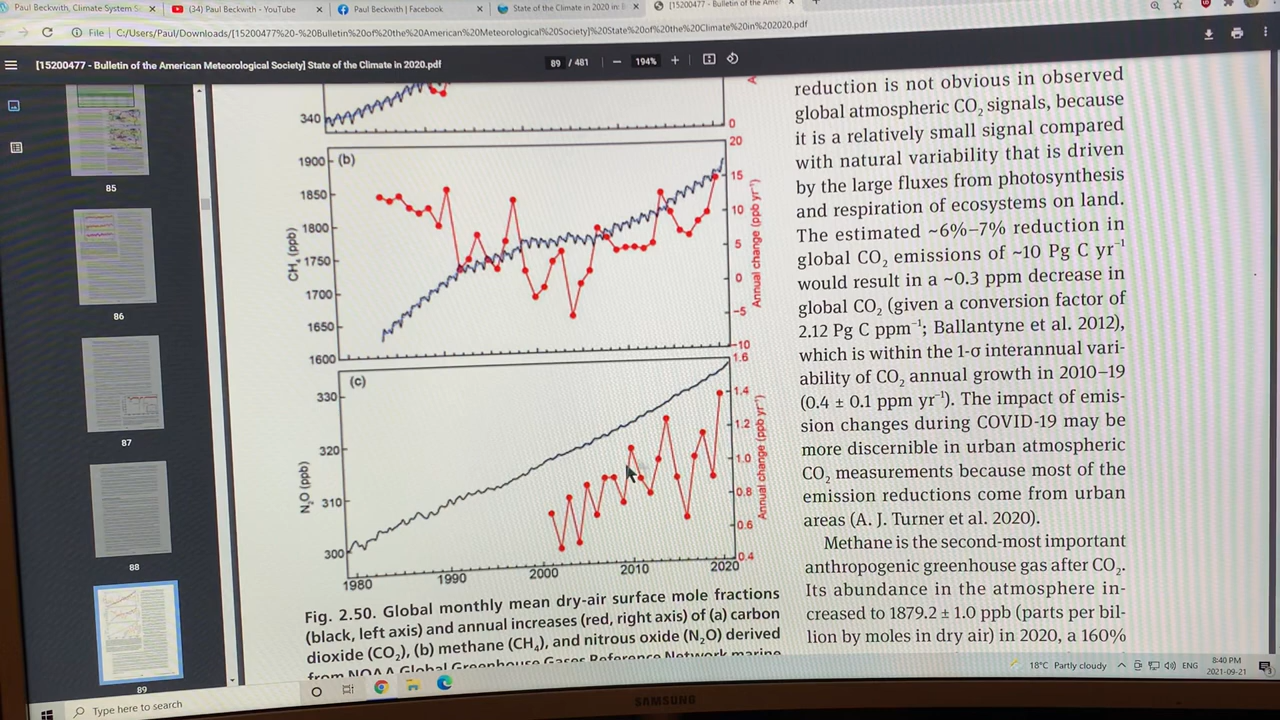 Paul Beckwith, Climate System S
(34) Paul Beckwith - YouTube
Paul Beckwith | Facebook
State of the Climate in 2020 in
[15200477 - Bulletin of the Ame
File | C:/Users/Paul/Downloads/[15200477%20-%20Bulletin%20of%20the%20American%20Meteorological%20Society]%20State%20of%20the%20Climate%20in%202020.pdf
[15200477 - Bulletin of the American Meteorological Society] State of the Climate in 2020.pdf
89 / 481
194%
85
86
87
88
89
340
0
(b)
1900
1850
1800
1750
1700
1650
1600
CH4 (ppb)
20
15
10
5
0
-5
-10
Annual change (ppb yr⁻¹)
(c)
330
320
310
300
N2O (ppb)
1.6
1.4
1.2
1.0
0.8
0.6
0.4
Annual change (ppb yr⁻¹)
1980
1990
2000
2010
2020
Fig. 2.50. Global monthly mean dry-air surface mole fractions
(black, left axis) and annual increases (red, right axis) of (a) carbon
dioxide (CO2), (b) methane (CH4), and nitrous oxide (N2O) derived
from NOAA Global Greenhouse Gases Reference Network marine
reduction is not obvious in observed
global atmospheric CO2 signals, because
it is a relatively small signal compared
with natural variability that is driven
by the large fluxes from photosynthesis
and respiration of ecosystems on land.
The estimated ~6%–7% reduction in
global CO2 emissions of ~10 Pg C yr⁻¹
would result in a ~0.3 ppm decrease in
global CO2 (given a conversion factor of
2.12 Pg C ppm⁻¹; Ballantyne et al. 2012),
which is within the 1-σ interannual vari-
ability of CO2 annual growth in 2010–19
(0.4 ± 0.1 ppm yr⁻¹). The impact of emis-
sion changes during COVID-19 may be
more discernible in urban atmospheric
CO2 measurements because most of the
emission reductions come from urban
areas (A. J. Turner et al. 2020).
Methane is the second-most important
anthropogenic greenhouse gas after CO2.
Its abundance in the atmosphere in-
creased to 1879.2 ± 1.0 ppb (parts per bil-
lion by moles in dry air) in 2020, a 160%
Type here to search
18°C Partly cloudy
ENG
8:40 PM
2021-09-21
SAMSUNG